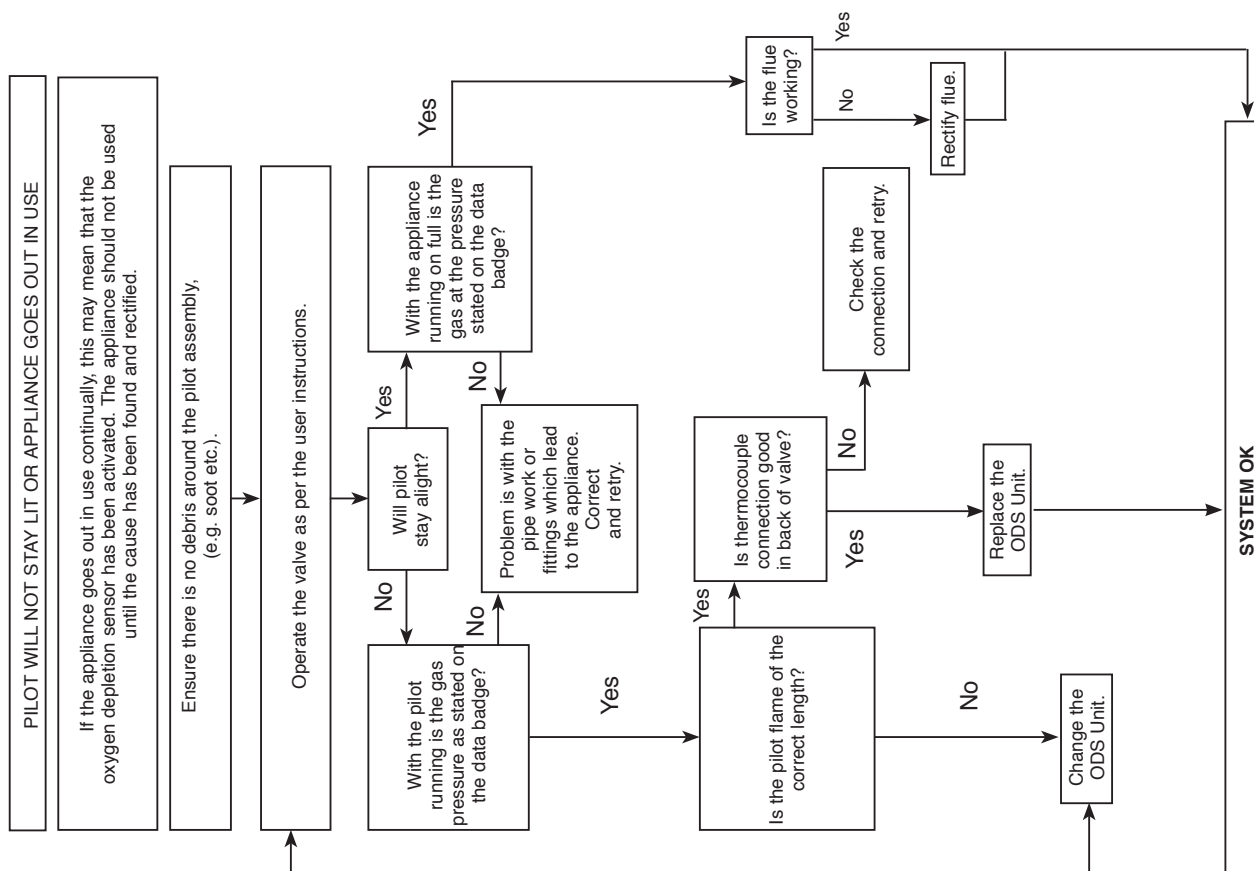 PILOT WILL NOT STAY LIT OR APPLIANCE GOES OUT IN USE
If the appliance goes out in use continually, this may mean that the
oxygen depletion sensor has been activated. The appliance should not be used
until the cause has been found and rectified.
Ensure there is no debris around the pilot assembly,
(e.g. soot etc.).
Operate the valve as per the user instructions.
Will pilot
stay alight?
No
Yes
With the pilot
running is the gas
pressure as stated on
the data badge?
With the appliance
running on full is the
gas at the pressure
stated on the data
badge?
Yes
No
No
Problem is with the
pipe work or
fittings which lead
to the appliance.
Correct
and retry.
Yes
Is the pilot flame of the
correct length?
Yes
Is thermocouple
connection good
in back of valve?
Is the flue
working?
No
Yes
No
Yes
No
Check the
connection and retry.
Rectify flue.
Replace the
ODS Unit.
Change the
ODS Unit.
SYSTEM OK